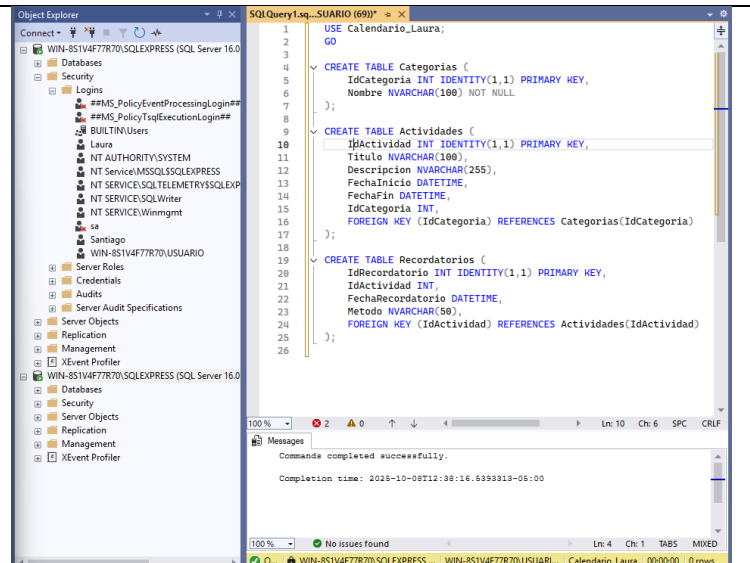 Object Explorer
Connect
WIN-8S1V4F77R70\SQLEXPRESS (SQL Server 16.0
Databases
Security
Logins
##MS_PolicyEventProcessingLogin##
##MS_PolicyTsqlExecutionLogin##
BUILTIN\Users
Laura
NT AUTHORITY\SYSTEM
NT Service\MSSQL$SQLEXPRESS
NT SERVICE\SQLTELEMETRY$SQLEXP
NT SERVICE\SQLWriter
NT SERVICE\Winmgmt
sa
Santiago
WIN-8S1V4F77R70\USUARIO
Server Roles
Credentials
Audits
Server Audit Specifications
Server Objects
Replication
Management
XEvent Profiler
WIN-8S1V4F77R70\SQLEXPRESS (SQL Server 16.0
Databases
Security
Server Objects
Replication
Management
XEvent Profiler
SQLQuery1.sq...SUARIO (69))*
1 USE Calendario_Laura;
2 GO
3
4 CREATE TABLE Categorias (
5 IdCategoria INT IDENTITY(1,1) PRIMARY KEY,
6 Nombre NVARCHAR(100) NOT NULL
7 );
8
9 CREATE TABLE Actividades (
10 IdActividad INT IDENTITY(1,1) PRIMARY KEY,
11 Titulo NVARCHAR(100),
12 Descripcion NVARCHAR(255),
13 FechaInicio DATETIME,
14 FechaFin DATETIME,
15 IdCategoria INT,
16 FOREIGN KEY (IdCategoria) REFERENCES Categorias(IdCategoria)
17 );
18
19 CREATE TABLE Recordatorios (
20 IdRecordatorio INT IDENTITY(1,1) PRIMARY KEY,
21 IdActividad INT,
22 FechaRecordatorio DATETIME,
23 Metodo NVARCHAR(50),
24 FOREIGN KEY (IdActividad) REFERENCES Actividades(IdActividad)
25 );
26
100 % 2 0 Ln: 10 Ch: 6 SPC CRLF
Messages
Commands completed successfully.
Completion time: 2025-10-08T12:38:16.5393313-05:00
100 % No issues found Ln: 4 Ch: 1 TABS MIXED
Q... WIN-8S1V4F77R70\SQLEXPRESS ... WIN-8S1V4F77R70\USUARI... Calendario_Laura 00:00:00 0 rows